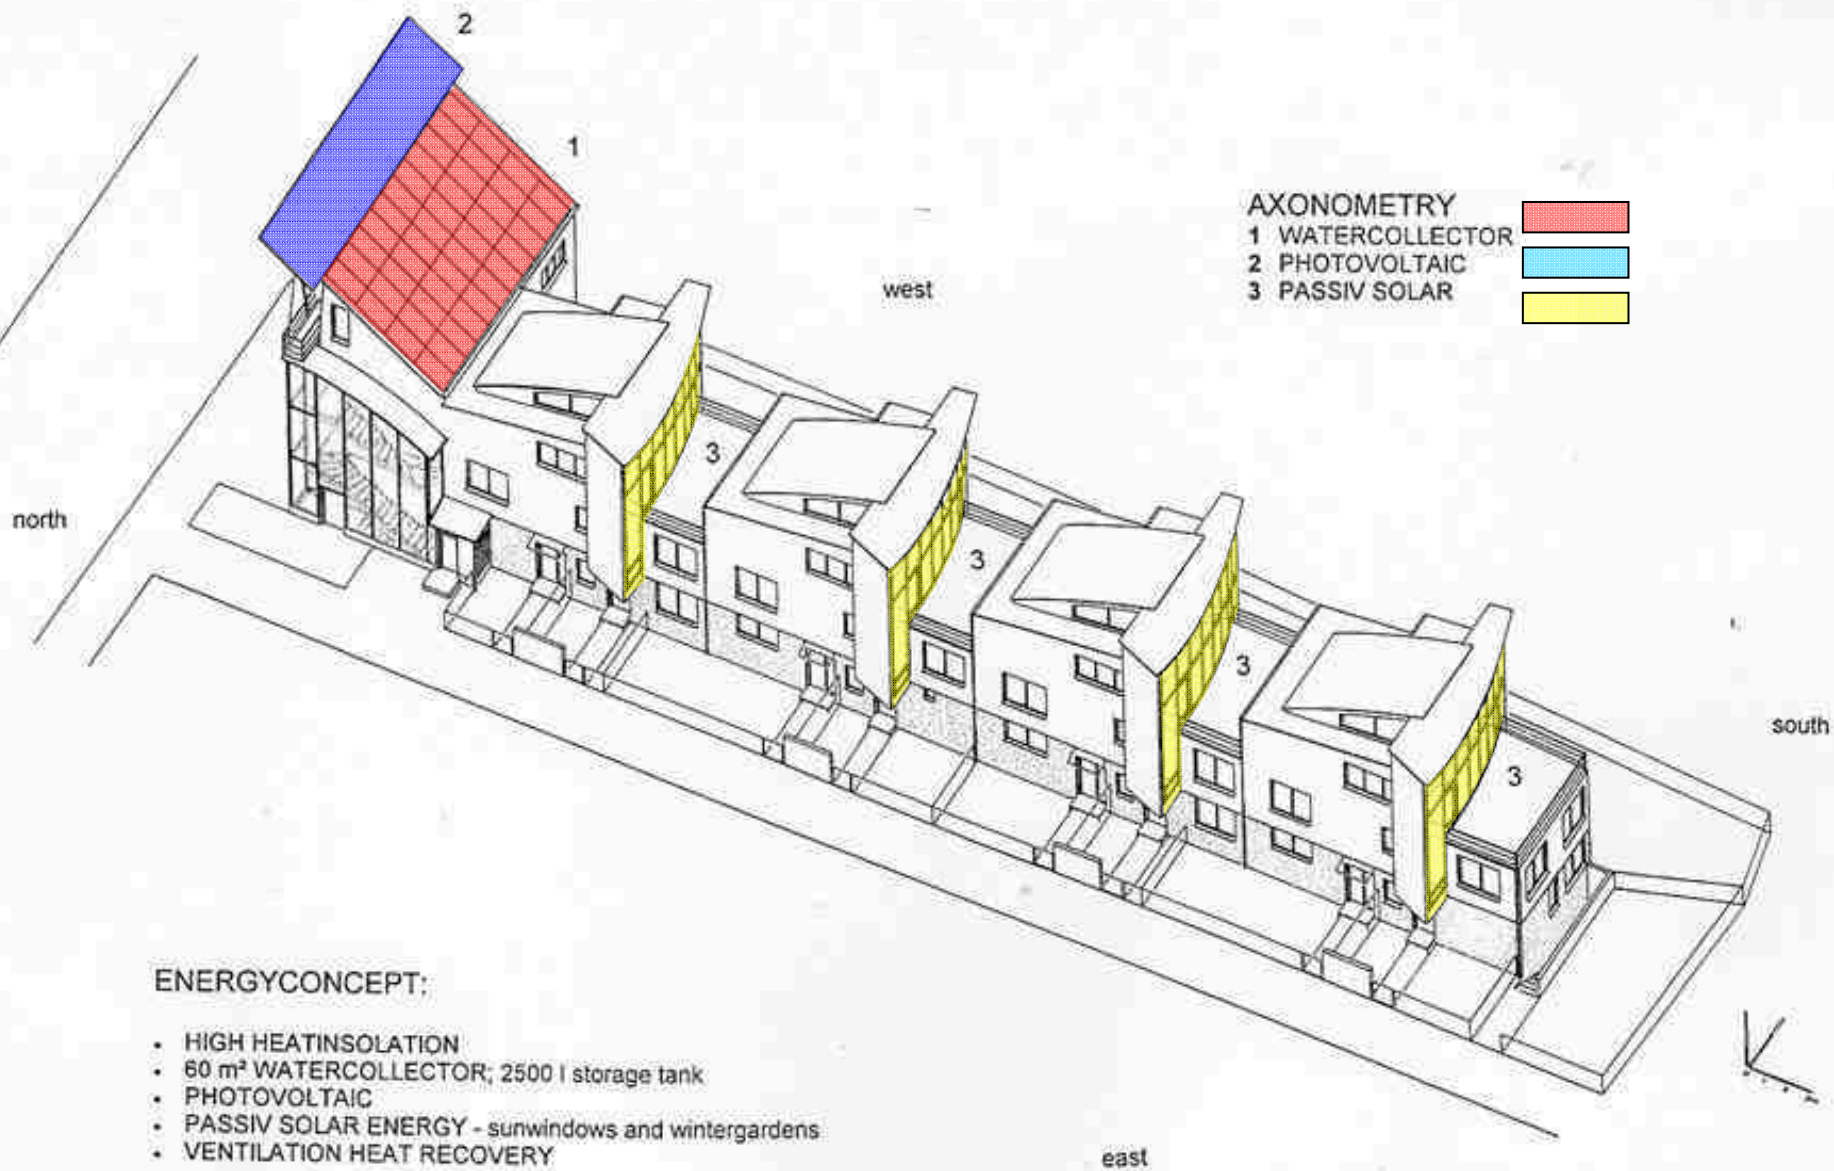 2
1
AXONOMETRY
1 WATERCOLLECTOR
2 PHOTOVOLTAIC
3 PASSIV SOLAR
west
3
north
3
3
south
3
ENERGYCONCEPT:
• HIGH HEATINSOLATION
• 60 m² WATERCOLLECTOR; 2500 l storage tank
• PHOTOVOLTAIC
• PASSIV SOLAR ENERGY - sunwindows and wintergardens
• VENTILATION HEAT RECOVERY
east